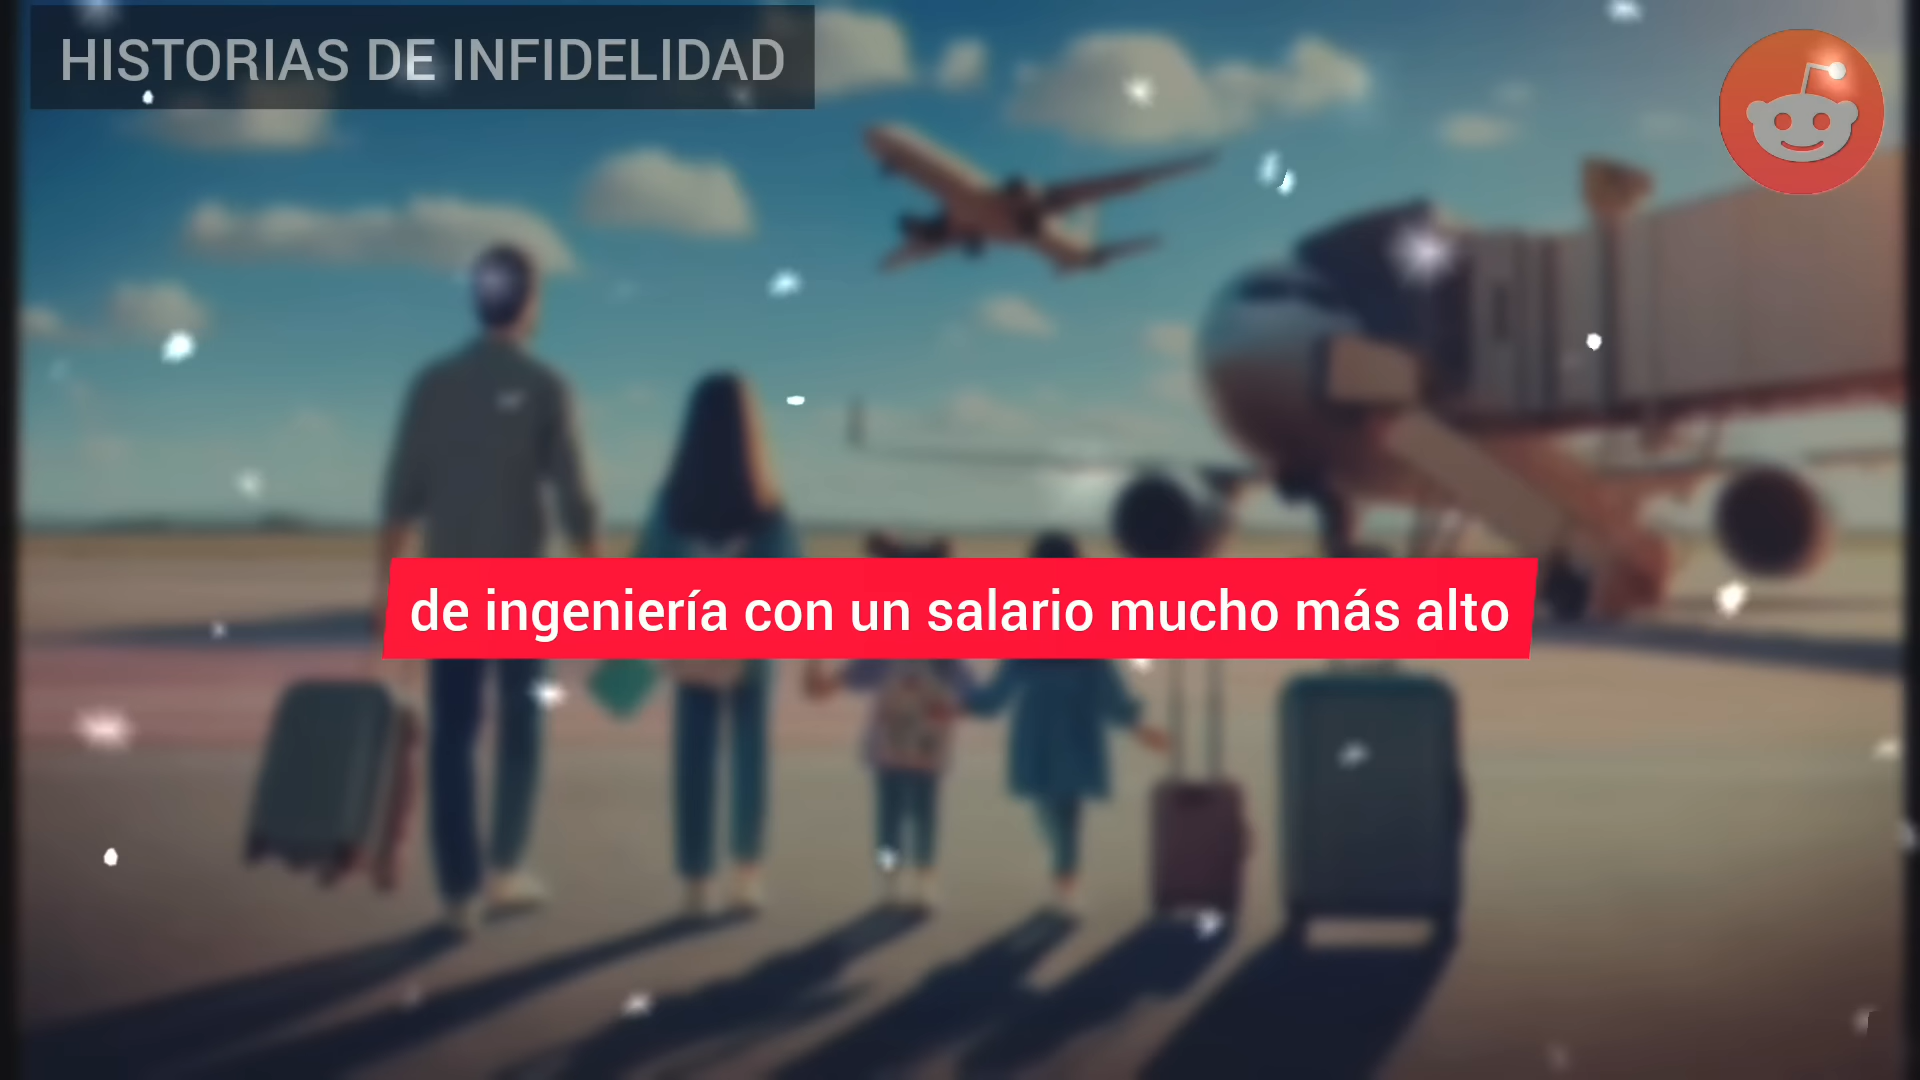 HISTORIAS DE INFIDELIDAD
de ingeniería con un salario mucho más alto